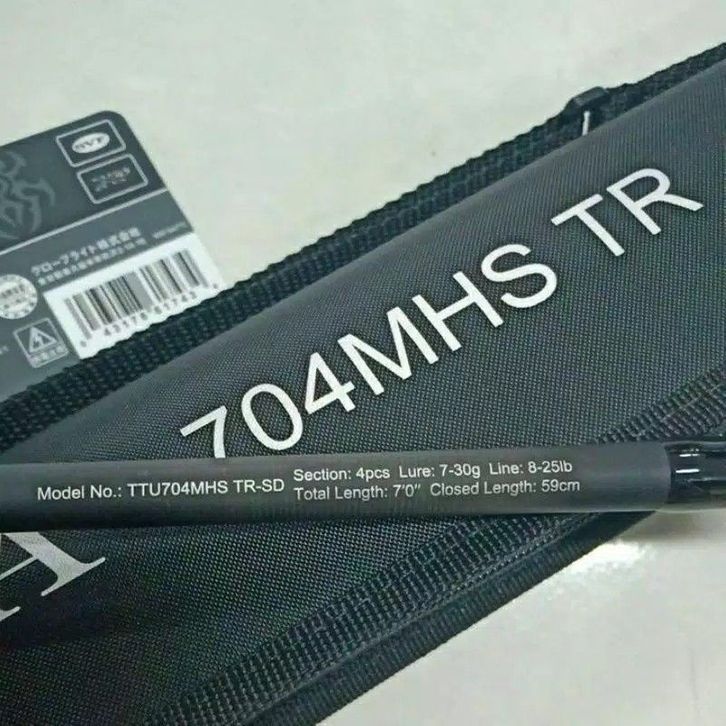 SVF
グローブライド株式会社
704MHS TR
Model No.: TTU704MHS TR-SD
Section: 4pcs Lure: 7-30g Line: 8-25lb
Total Length: 7'0" Closed Length: 59cm
A